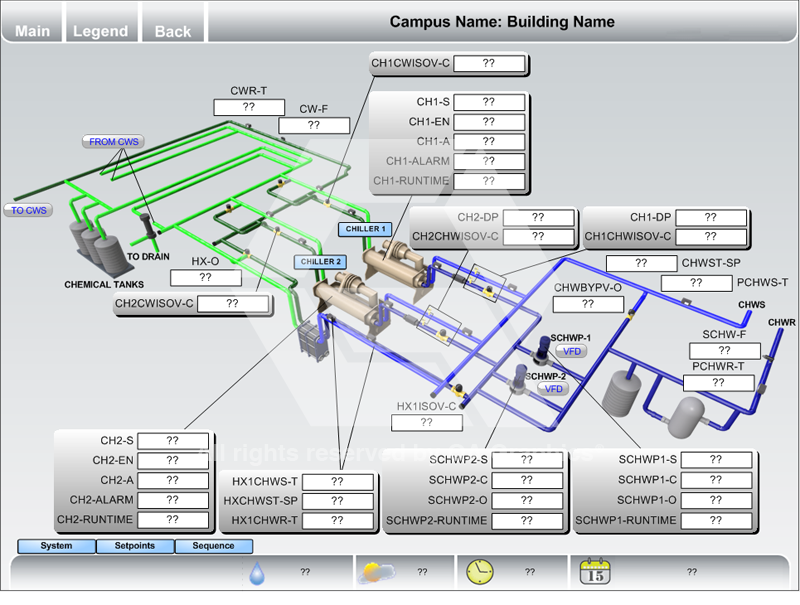 Campus Name: Building Name
Main
Legend
Back
CH1CWISOV-C ??
CWR-T
??
CW-F
??
CH1-S ??
CH1-EN ??
CH1-A ??
CH1-ALARM ??
CH1-RUNTIME ??
FROM CWS
TO CWS
CHILLER 1
CH2-DP ??
CH2CHWISOV-C ??
CH1-DP ??
CH1CHWISOV-C ??
TO DRAIN
HX-O
??
CHILLER 2
?? CHWST-SP
CHEMICAL TANKS
?? PCHWS-T
CHWBYPV-O
??
CH2CWISOV-C ??
CHWS
CHWR
SCHW-F
??
SCHWP-1
VFD
PCHWR-T
??
SCHWP-2
VFD
HX1ISOV-C
??
All rights reserved by
CH2-S ??
CH2-EN ??
CH2-A ??
CH2-ALARM ??
CH2-RUNTIME ??
HX1CHWS-T ??
HXCHWST-SP ??
HX1CHWR-T ??
SCHWP2-S ??
SCHWP2-C ??
SCHWP2-O ??
SCHWP2-RUNTIME ??
SCHWP1-S ??
SCHWP1-C ??
SCHWP1-O ??
SCHWP1-RUNTIME ??
System
Setpoints
Sequence
??
??
??
15
??